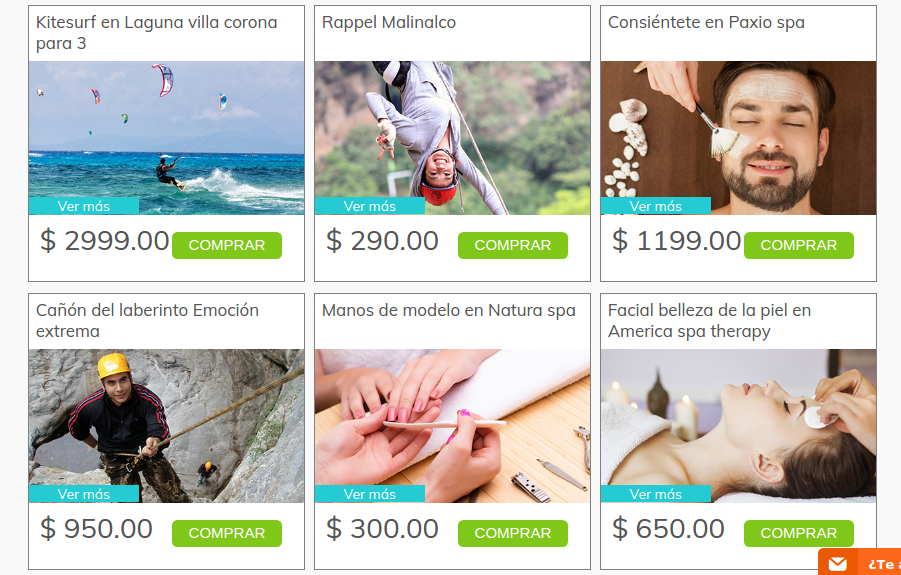 Kitesurf en Laguna villa corona
para 3
Rappel Malinalco
Consiéntete en Paxio spa
Ver más
Ver más
Ver más
$ 2999.00 COMPRAR
$ 290.00 COMPRAR
$ 1199.00 COMPRAR
Cañón del laberinto Emoción
extrema
Manos de modelo en Natura spa
Facial belleza de la piel en
America spa therapy
Ver más
Ver más
Ver más
$ 950.00 COMPRAR
$ 300.00 COMPRAR
$ 650.00 COMPRAR
¿Te